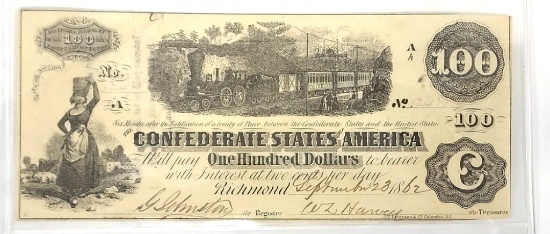 100
No.
A
A
h
100
No.
Six Months after the Ratification of a treaty of Peace between the Confederate States and the United States
100
THE
CONFEDERATE STATES OF AMERICA
Will pay One Hundred Dollars to bearer
with Interest at two cents per day
Richmond September 23, 1862
C
for Register
for Treasurer
Columbia, S.C.